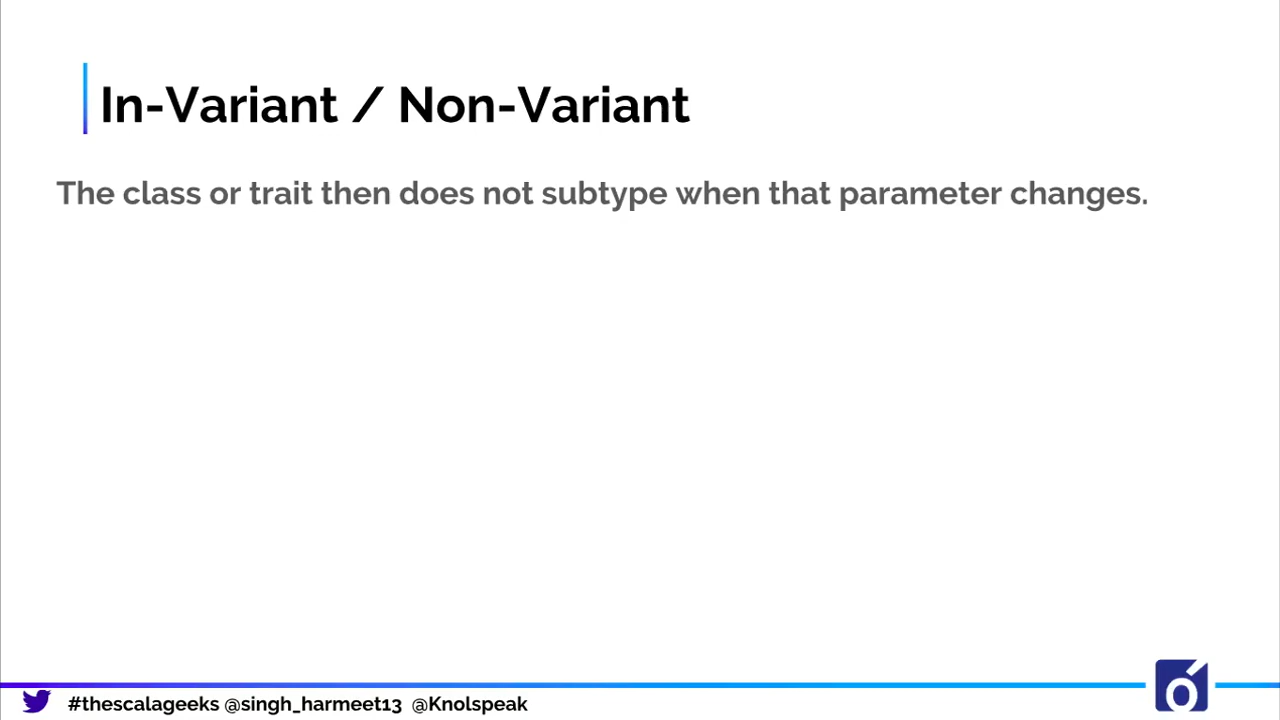 In-Variant / Non-Variant
The class or trait then does not subtype when that parameter changes.
#thescalageeks @singh_harmeet13 @Knolspeak